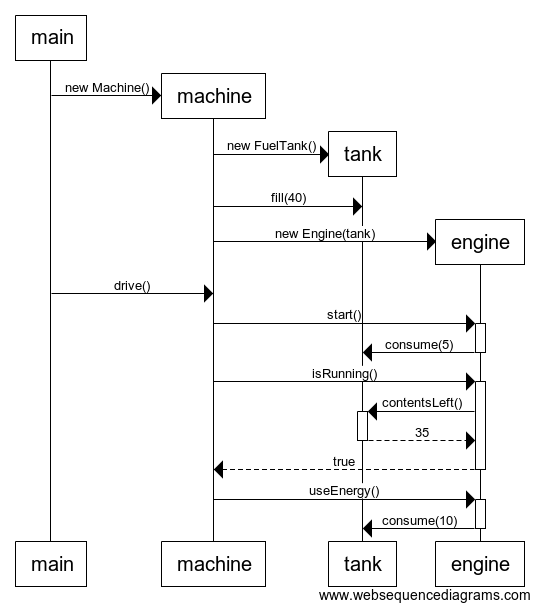 main
new Machine()
machine
new FuelTank()
tank
fill(40)
new Engine(tank)
engine
drive()
start()
consume(5)
isRunning()
contentsLeft()
35
true
useEnergy()
consume(10)
main
machine
tank
engine
www.websequencediagrams.com